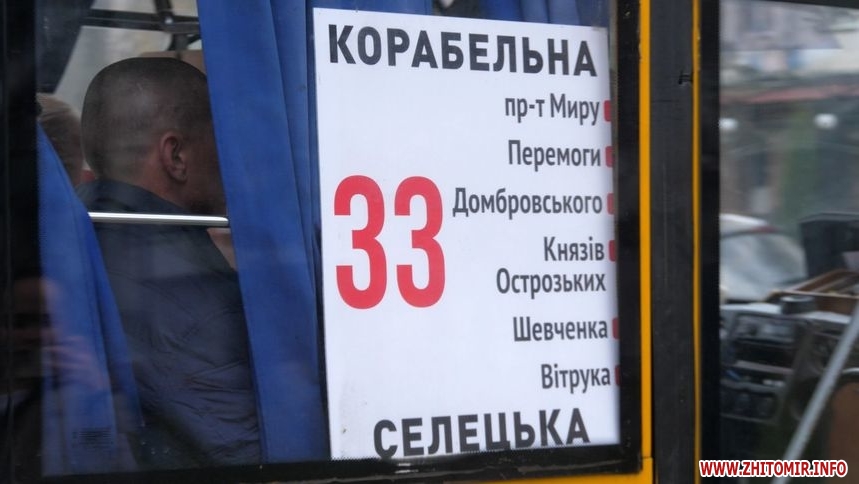 КОРАБЕЛЬНА
пр-т Миру
Перемоги
33
Домбровського
Князів
Острозьких
Шевченка
Вітрука
СЕЛЕЦЬКА
WWW.ZHITOMIR.INFO